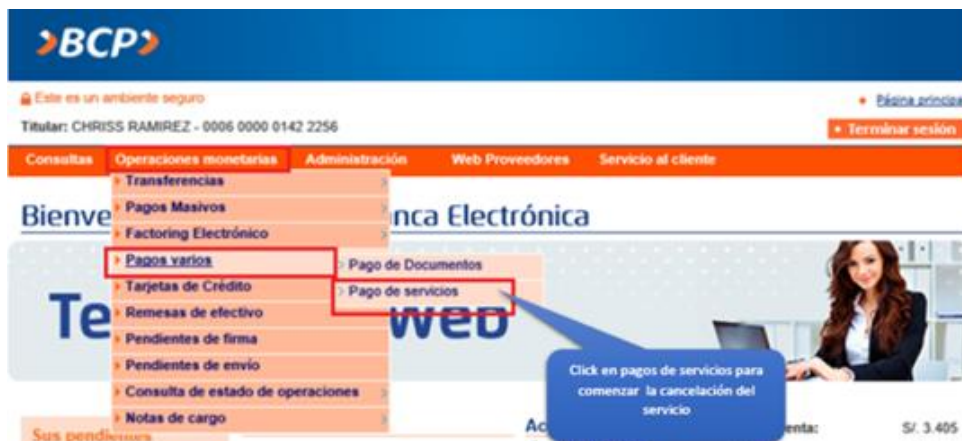 BCP
Este es un ambiente seguro
Página principa
Titular: CHRISS RAMIREZ - 0006 0000 0142 2256
Terminar sesión
Consultas Operaciones monetarias Administración Web Proveedores Servicio al cliente
Transferencias
Pagos Masivos
Bienve nca Electrónica
Factoring Electrónico
Pagos varios
Pago de Documentos
Tarjetas de Crédito
Pago de servicios
Te web
Remesas de efectivo
Pendientes de firma
Pendientes de envío
Click en pagos de servicios para
comenzar la cancelación del
servicio
Consulta de estado de operaciones
Notas de cargo
Sus pendientes
Ac enta: S/. 3.405